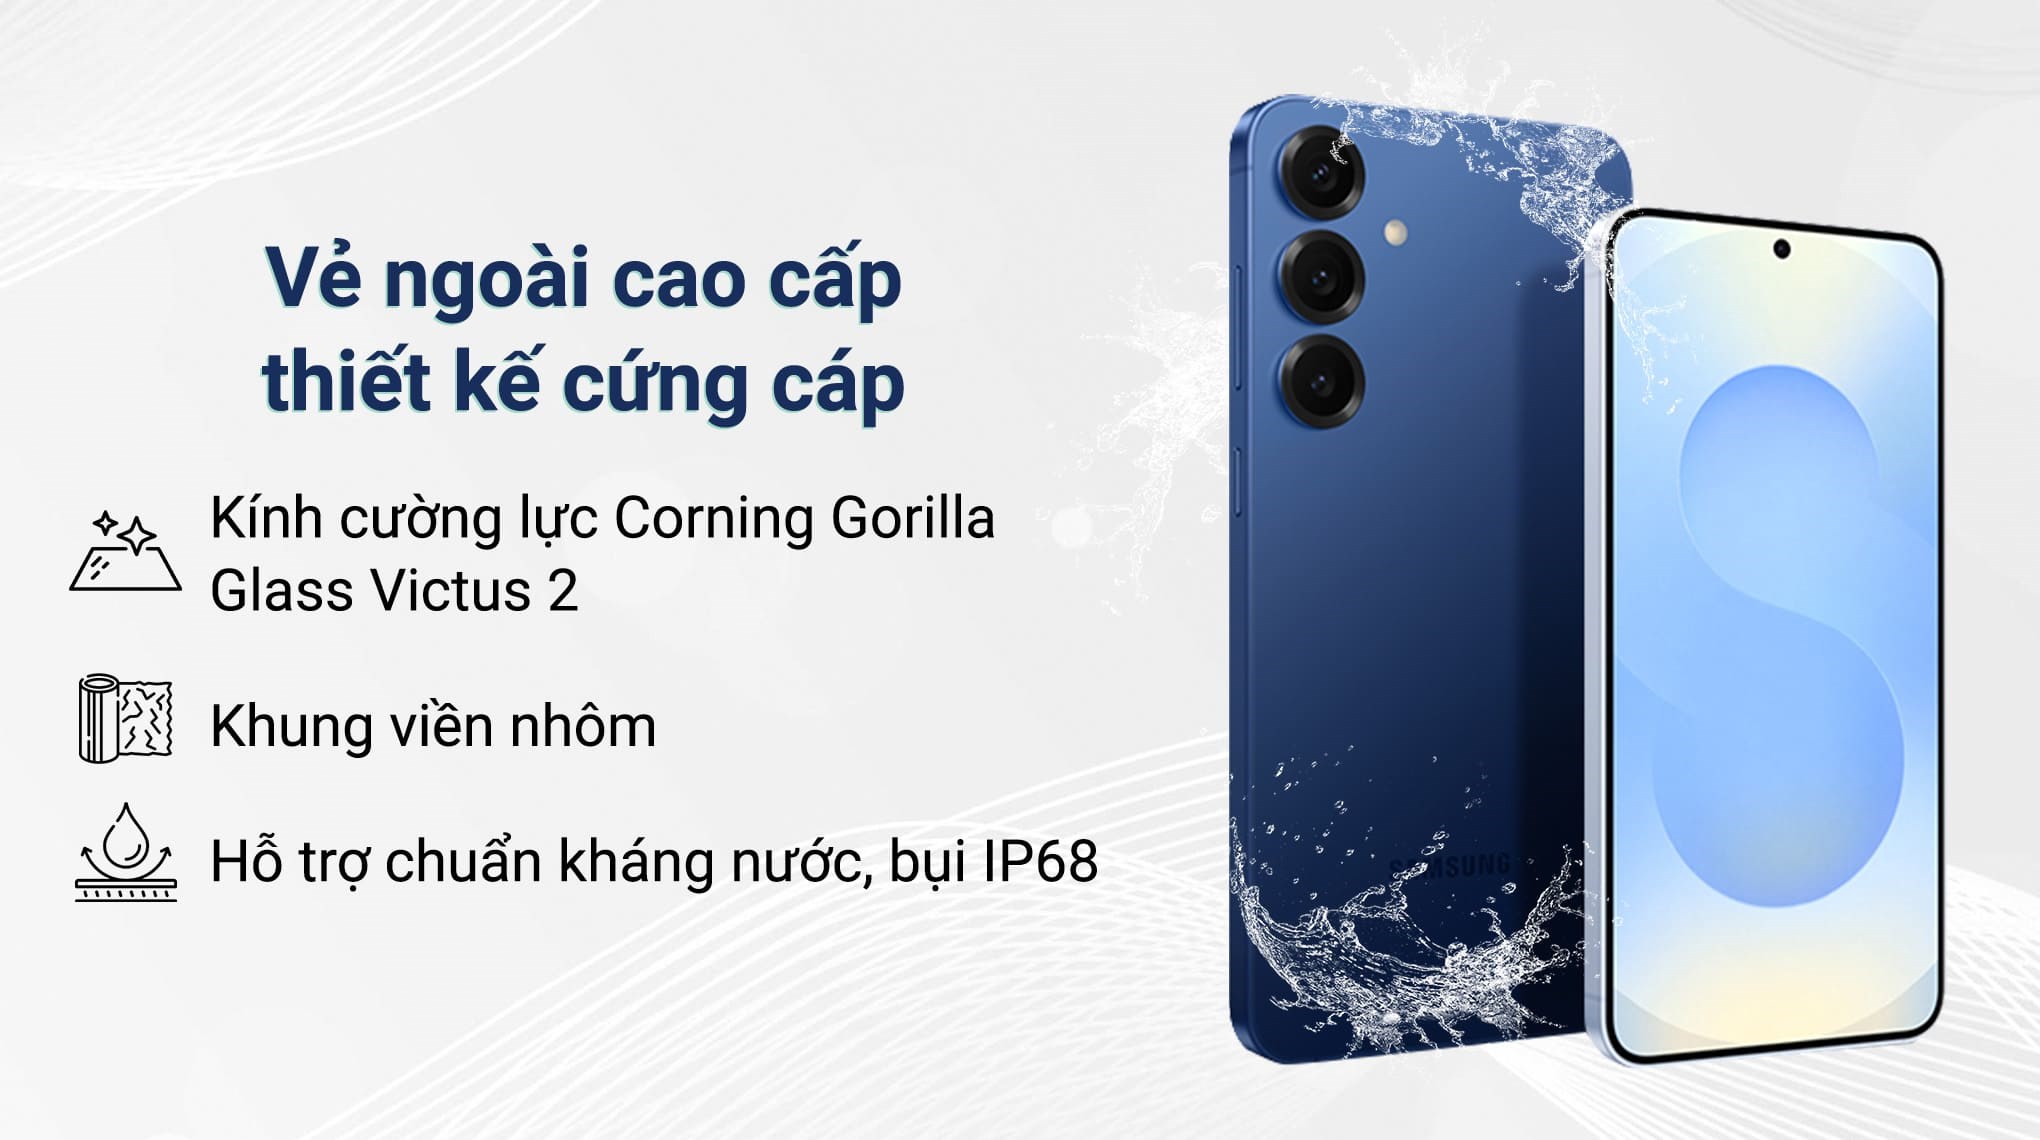 Vẻ ngoài cao cấp
thiết kế cứng cáp
Kính cường lực Corning Gorilla
Glass Victus 2
Khung viền nhôm
Hỗ trợ chuẩn kháng nước, bụi IP68
SAMSUNG